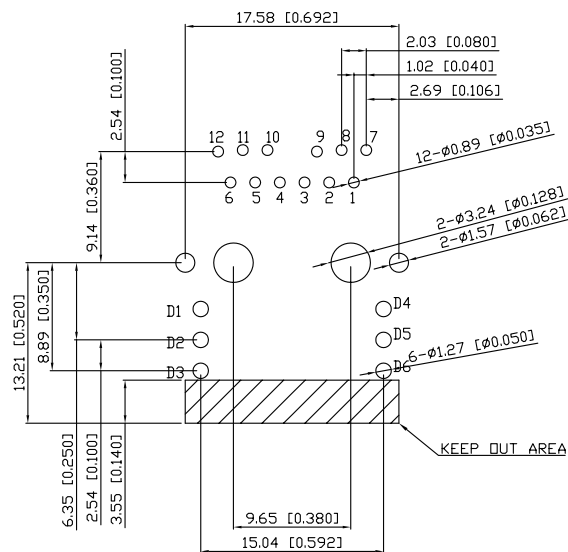 17.58 [0.692]
2.03 [0.080]
1.02 [0.040]
2.69 [0.106]
2.54 [0.100]
12 11 10 9 8 7
12-ø0.89 [ø0.035]
6 5 4 3 2 1
9.14 [0.360]
2-ø3.24 [ø0.128]
2-ø1.57 [ø0.062]
D1 D4
D2 D5
D3 D6
6-ø1.27 [ø0.050]
13.21 [0.520]
8.89 [0.350]
6.35 [0.250]
2.54 [0.100]
3.55 [0.140]
KEEP OUT AREA
9.65 [0.380]
15.04 [0.592]